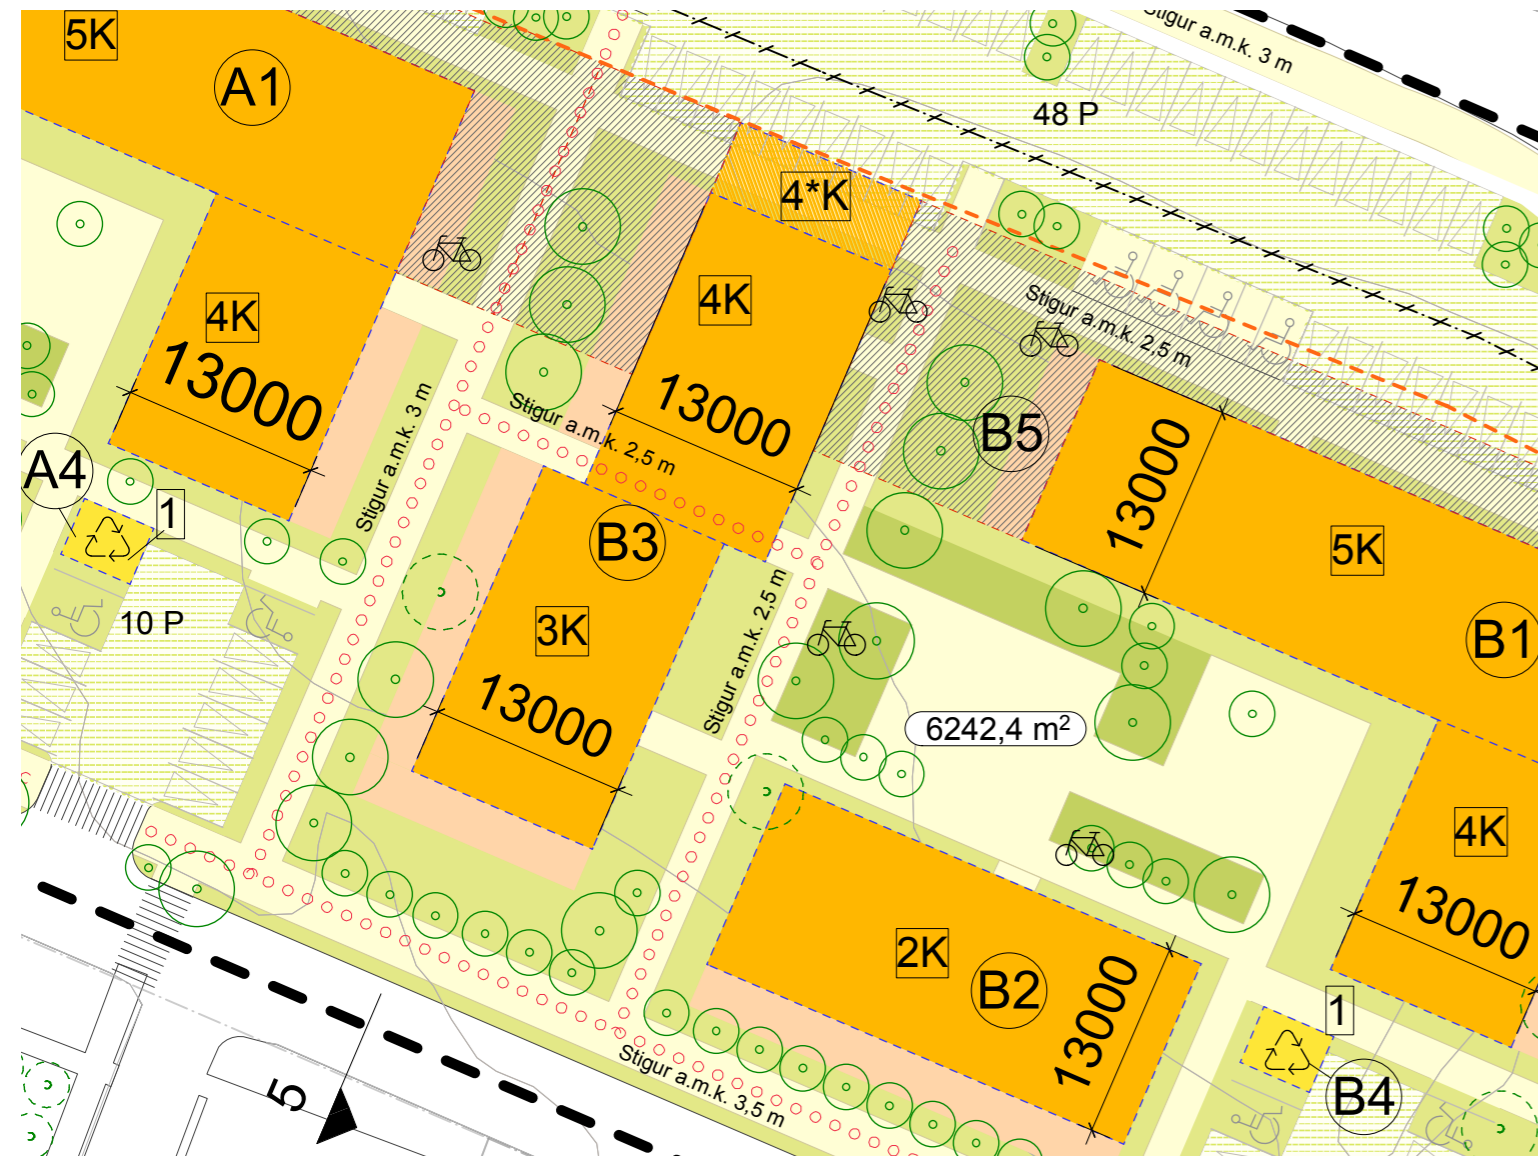 5K
A1
Stigur a.m.k. 3 m
48 P
4*K
4K
4K
13000
Stigur a.m.k. 3 m
Stigur a.m.k. 2,5 m
13000
Stigur a.m.k. 2,5 m
B5
13000
5K
A4
1
10 P
B3
3K
13000
Stigur a.m.k. 2,5 m
B1
6242,4 m²
4K
13000
2K
B2
13000
1
B4
Stigur a.m.k. 3,5 m
5